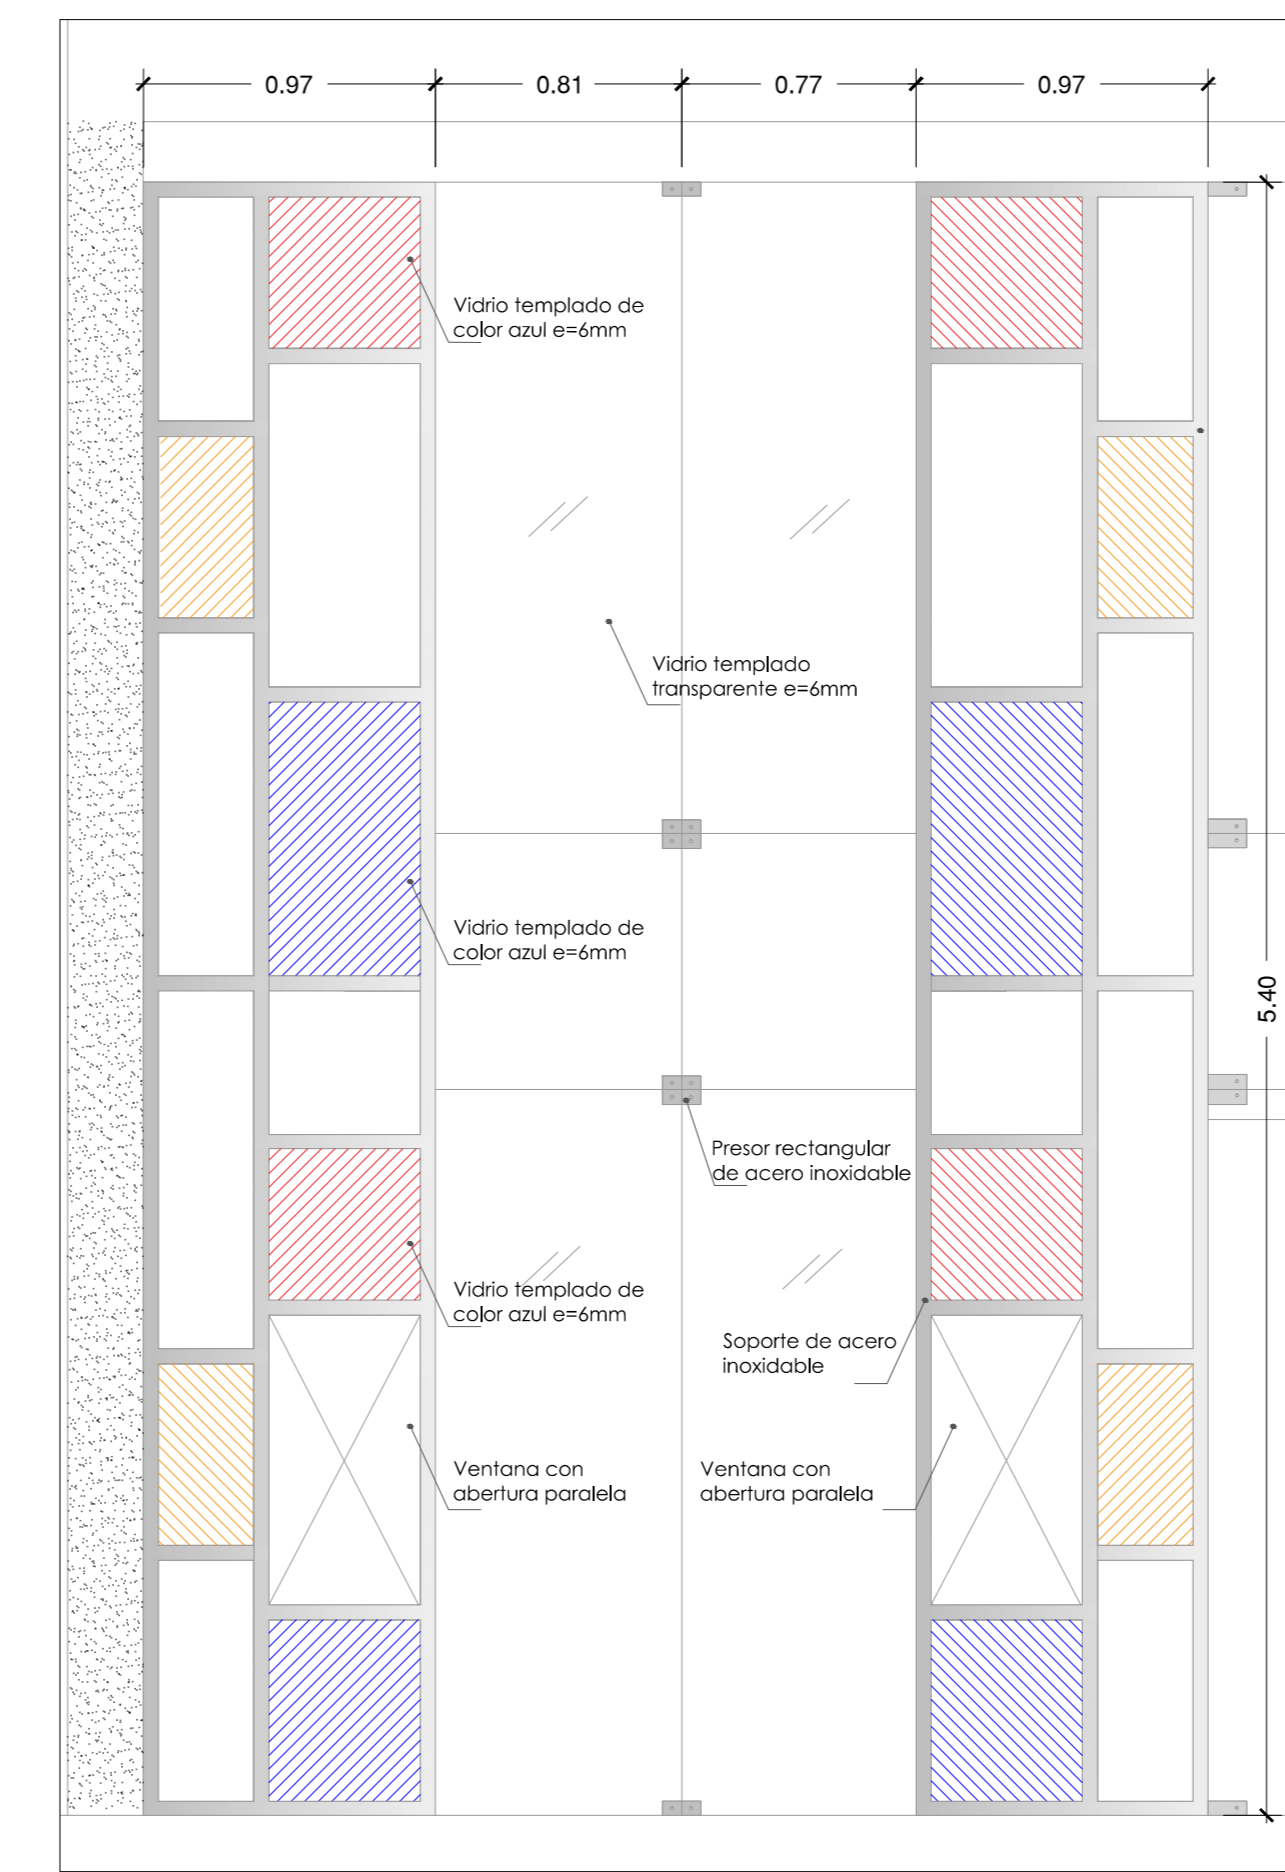 0.97
0.81
0.77
0.97
Vidrio templado de
color azul e=6mm
Vidrio templado
transparente e=6mm
Vidrio templado de
color azul e=6mm
5.40
Presor rectangular
de acero inoxidable
Vidrio templado de
color azul e=6mm
Soporte de acero
inoxidable
Ventana con
abertura paralela
Ventana con
abertura paralela